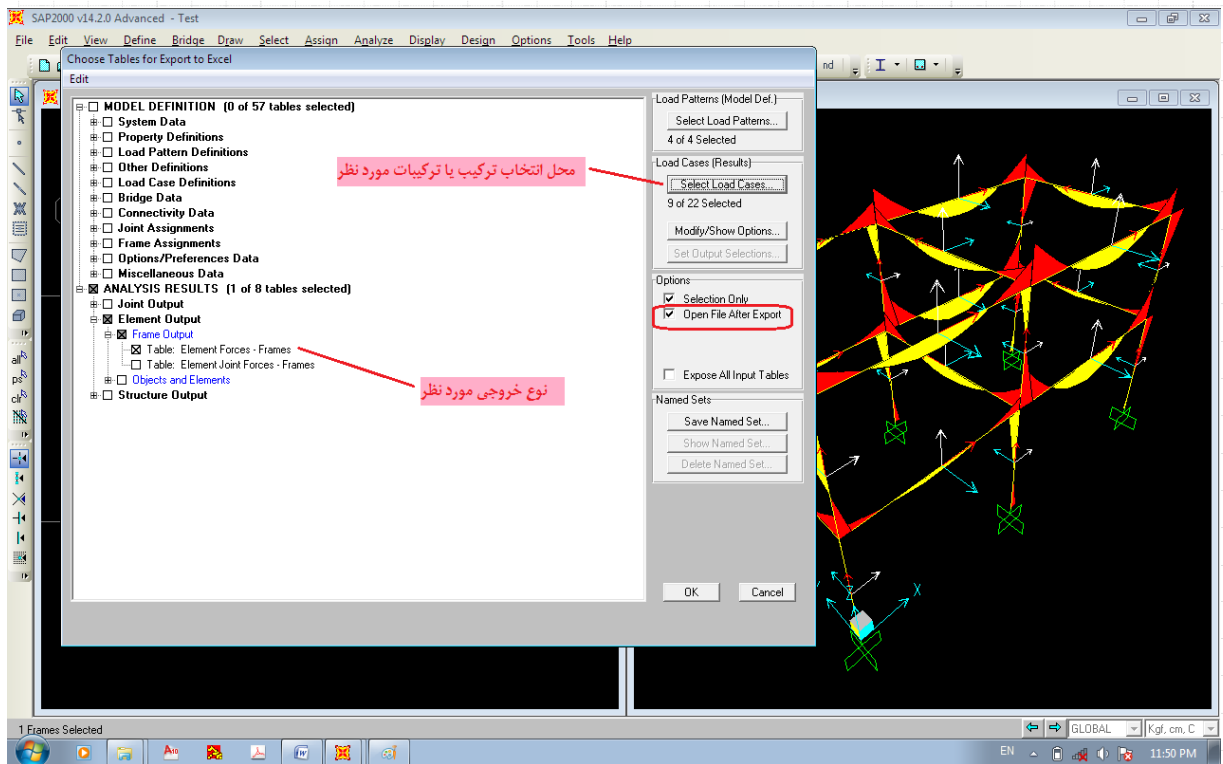 SAP2000 v14.2.0 Advanced - Test
File Edit View Define Bridge Draw Select Assign Analyze Display Design Options Tools Help
nd
Choose Tables for Export to Excel
Edit
MODEL DEFINITION (0 of 57 tables selected)
System Data
Property Definitions
Load Pattern Definitions
Other Definitions
Load Case Definitions
Bridge Data
Connectivity Data
Joint Assignments
Frame Assignments
Options/Preferences Data
Miscellaneous Data
ANALYSIS RESULTS (1 of 8 tables selected)
Joint Output
Element Output
Frame Output
Table: Element Forces - Frames
Table: Element Joint Forces - Frames
Objects and Elements
Structure Output
محل انتخاب ترکیب یا ترکیبات مورد نظر
نوع خروجی مورد نظر
Load Patterns (Model Def.)
Select Load Patterns...
4 of 4 Selected
Load Cases (Results)
Select Load Cases...
9 of 22 Selected
Modify/Show Options...
Set Output Selections...
Options
Selection Only
Open File After Export
Expose All Input Tables
Named Sets
Save Named Set...
Show Named Set...
Delete Named Set...
OK Cancel
all
ps
clr
X
1 Frames Selected
GLOBAL
Kgf, cm, C
EN
11:50 PM